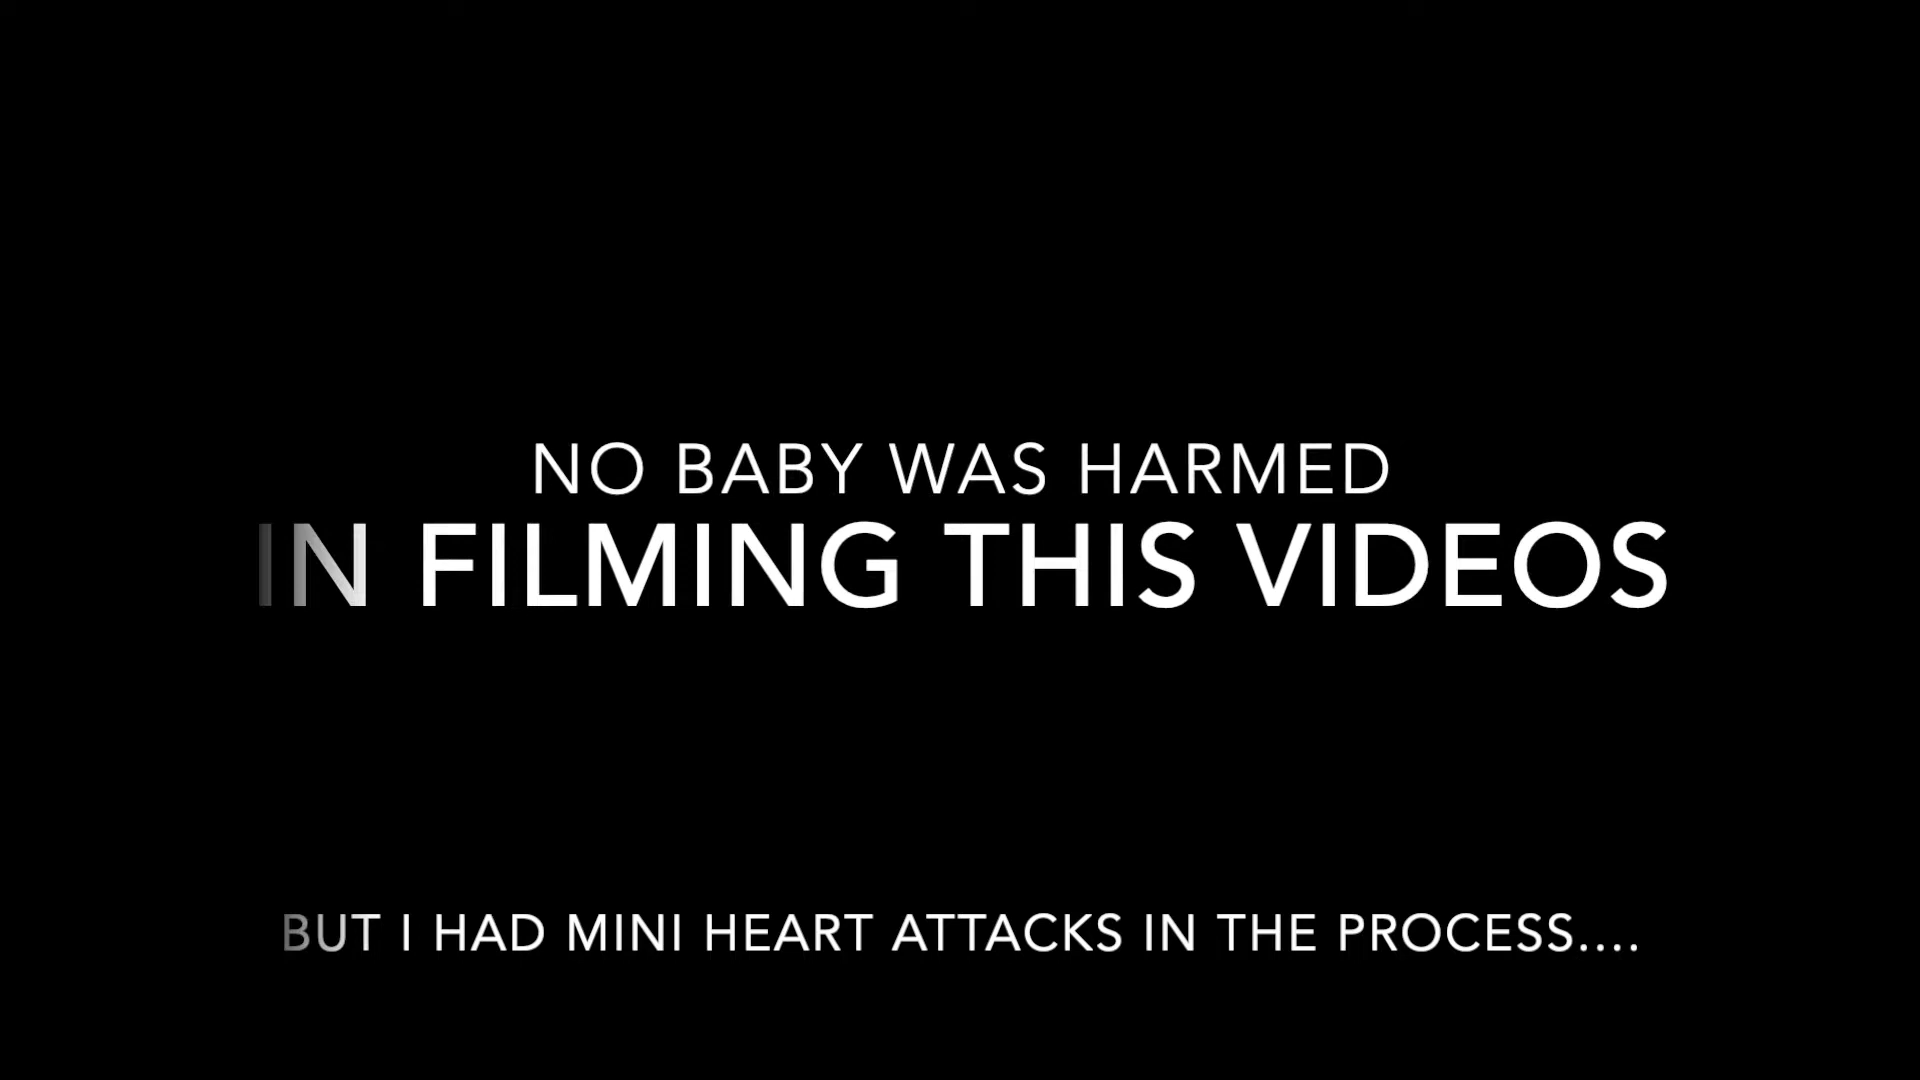 NO BABY WAS HARMED
IN FILMING THIS VIDEOS
BUT I HAD MINI HEART ATTACKS IN THE PROCESS....